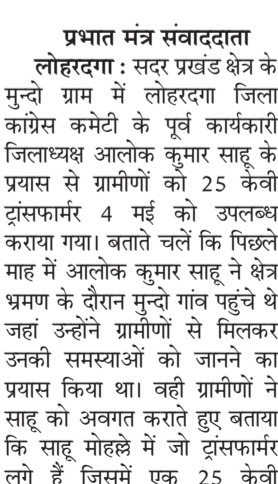 प्रभात मंत्र संवाददाता
लोहरदगा : सदर प्रखंड क्षेत्र के
मुन्दो ग्राम में लोहरदगा जिला
कांग्रेस कमेटी के पूर्व कार्यकारी
जिलाध्यक्ष आलोक कुमार साहू के
प्रयास से ग्रामीणों को 25 केवी
ट्रांसफार्मर 4 मई को उपलब्ध
कराया गया। बताते चलें कि पिछले
माह में आलोक कुमार साहू ने क्षेत्र
भ्रमण के दौरान मुन्दो गांव पहुंचे थे
जहां उन्होंने ग्रामीणों से मिलकर
उनकी समस्याओं को जानने का
प्रयास किया था। वही ग्रामीणों ने
साहू को अवगत कराते हुए बताया
कि साहू मोहल्ले में जो ट्रांसफार्मर
लगे हैं जिसमें एक 25 केवी